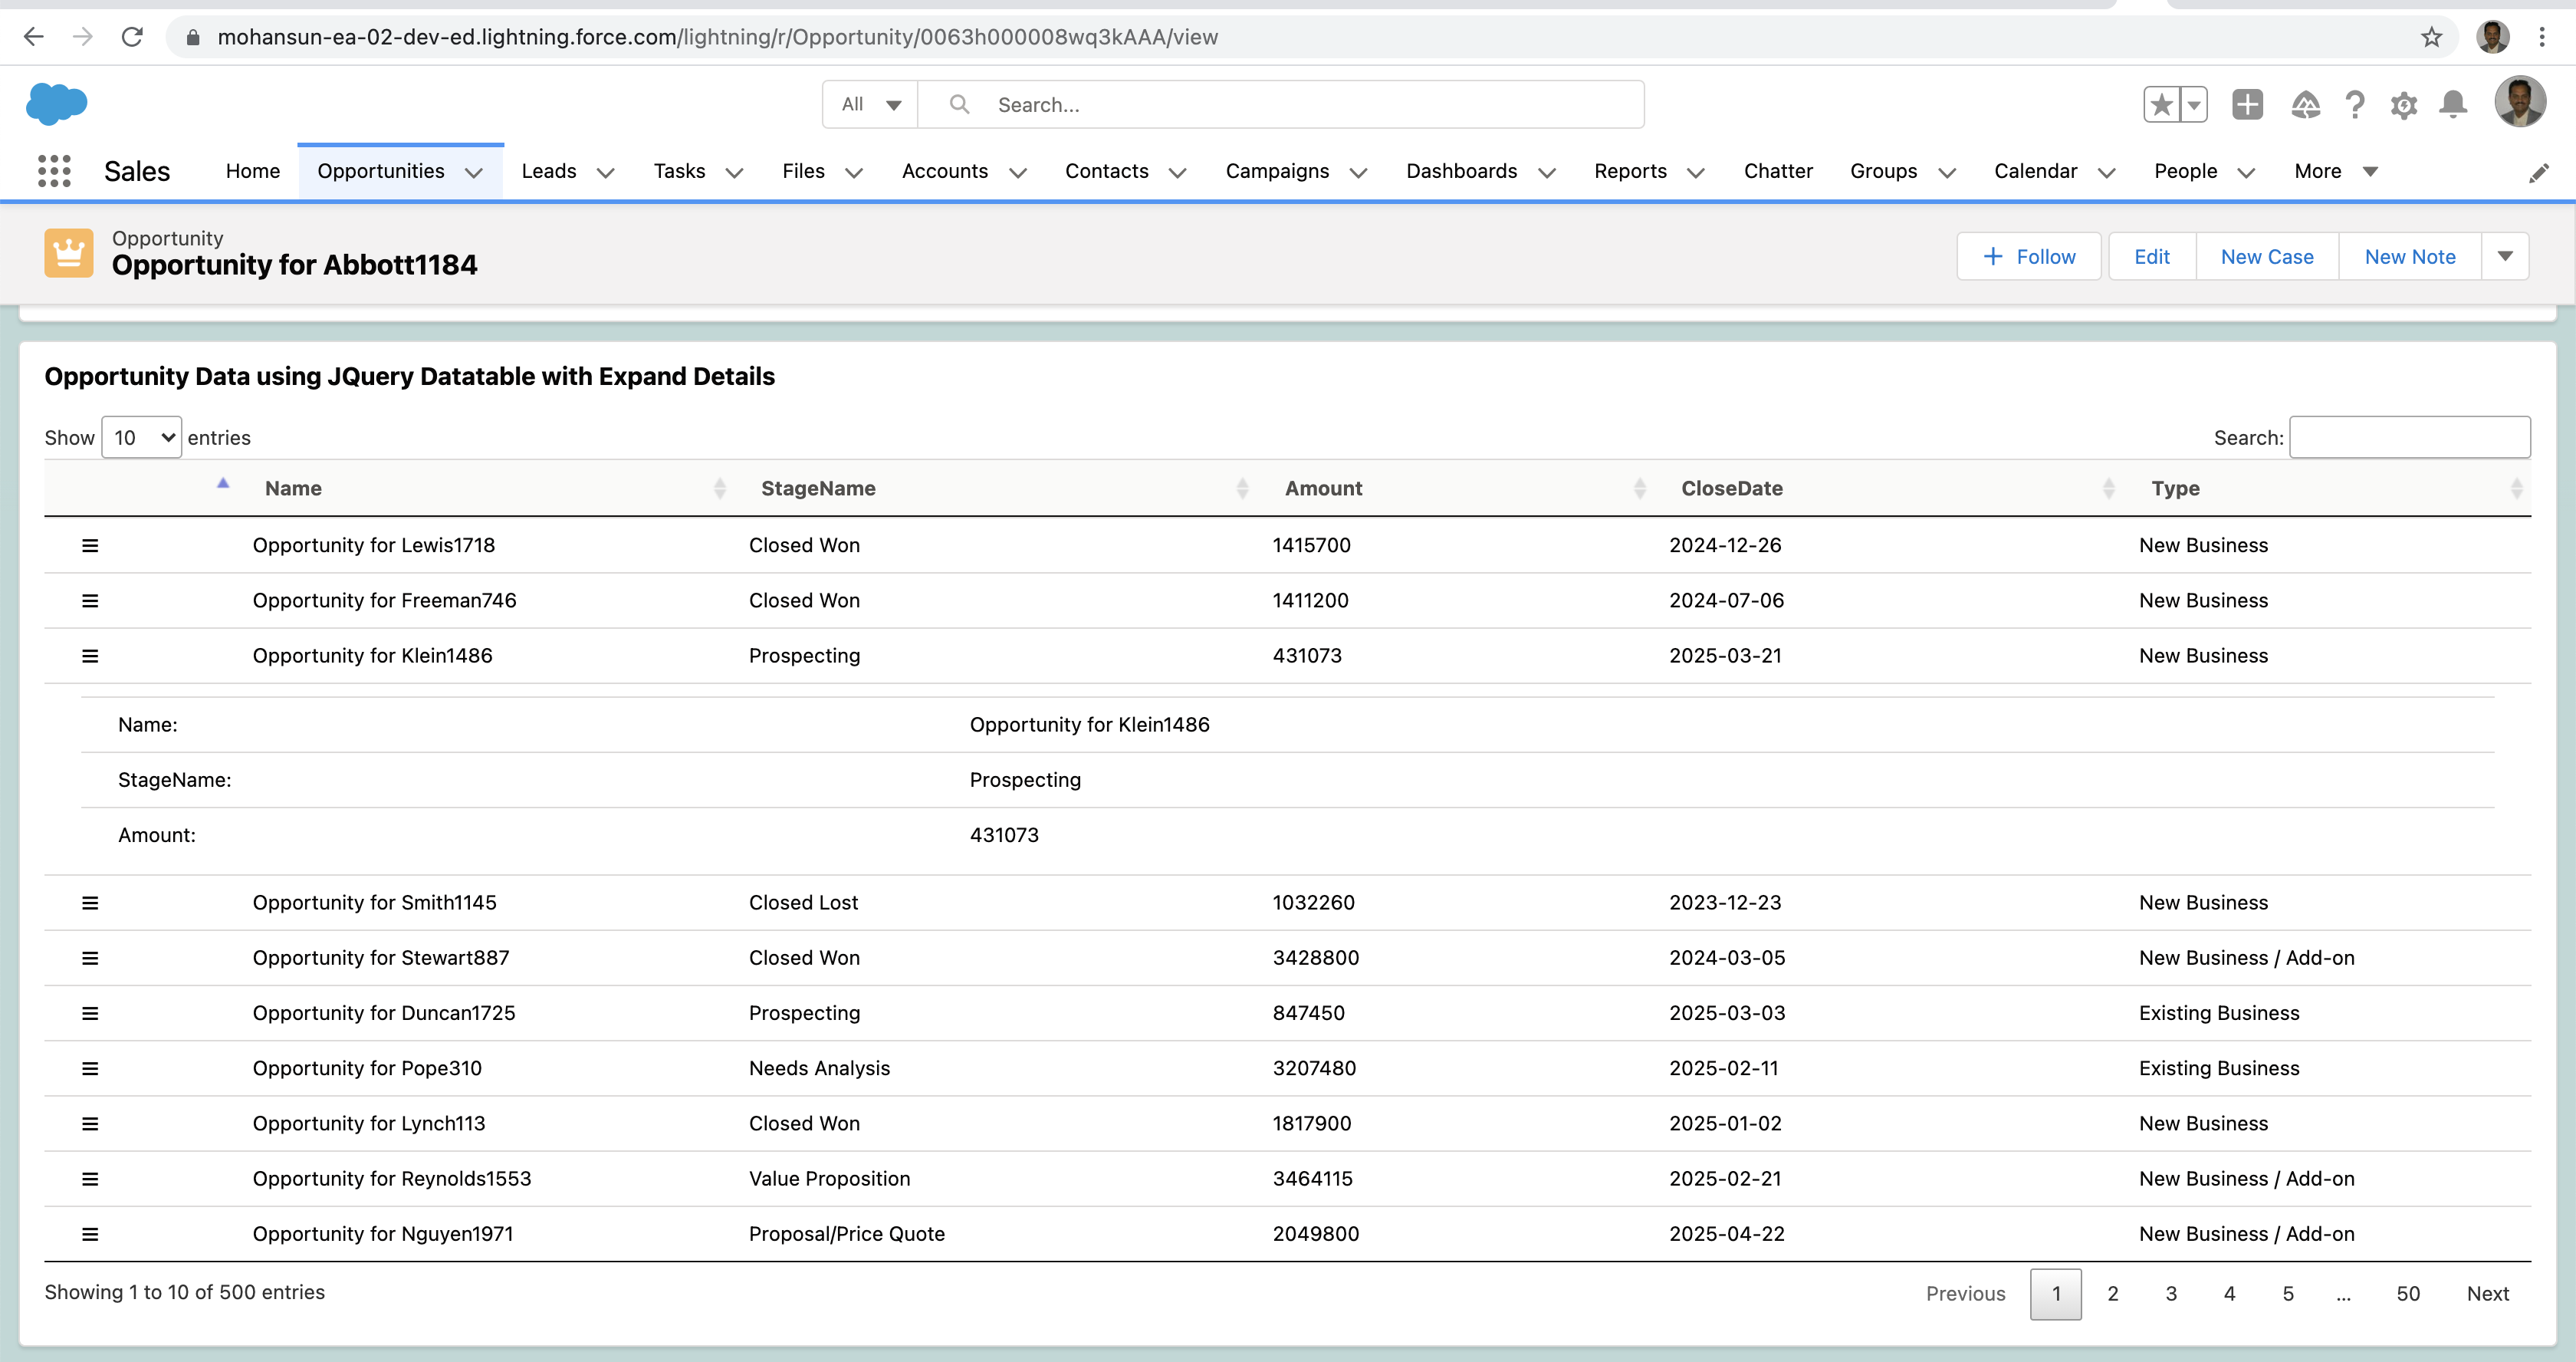 mohansun-ea-02-dev-ed.lightning.force.com/lightning/r/Opportunity/0063h000008wq3kAAA/view
All Search...
Sales Home Opportunities Leads Tasks Files Accounts Contacts Campaigns Dashboards Reports Chatter Groups Calendar People More
Opportunity
Opportunity for Abbott1184
Follow Edit New Case New Note
Opportunity Data using JQuery Datatable with Expand Details
Show 10 entries Search:
Name StageName Amount CloseDate Type
Opportunity for Lewis1718 Closed Won 1415700 2024-12-26 New Business
Opportunity for Freeman746 Closed Won 1411200 2024-07-06 New Business
Opportunity for Klein1486 Prospecting 431073 2025-03-21 New Business
Name: Opportunity for Klein1486
StageName: Prospecting
Amount: 431073
Opportunity for Smith1145 Closed Lost 1032260 2023-12-23 New Business
Opportunity for Stewart887 Closed Won 3428800 2024-03-05 New Business / Add-on
Opportunity for Duncan1725 Prospecting 847450 2025-03-03 Existing Business
Opportunity for Pope310 Needs Analysis 3207480 2025-02-11 Existing Business
Opportunity for Lynch113 Closed Won 1817900 2025-01-02 New Business
Opportunity for Reynolds1553 Value Proposition 3464115 2025-02-21 New Business / Add-on
Opportunity for Nguyen1971 Proposal/Price Quote 2049800 2025-04-22 New Business / Add-on
Showing 1 to 10 of 500 entries Previous 1 2 3 4 5 ... 50 Next